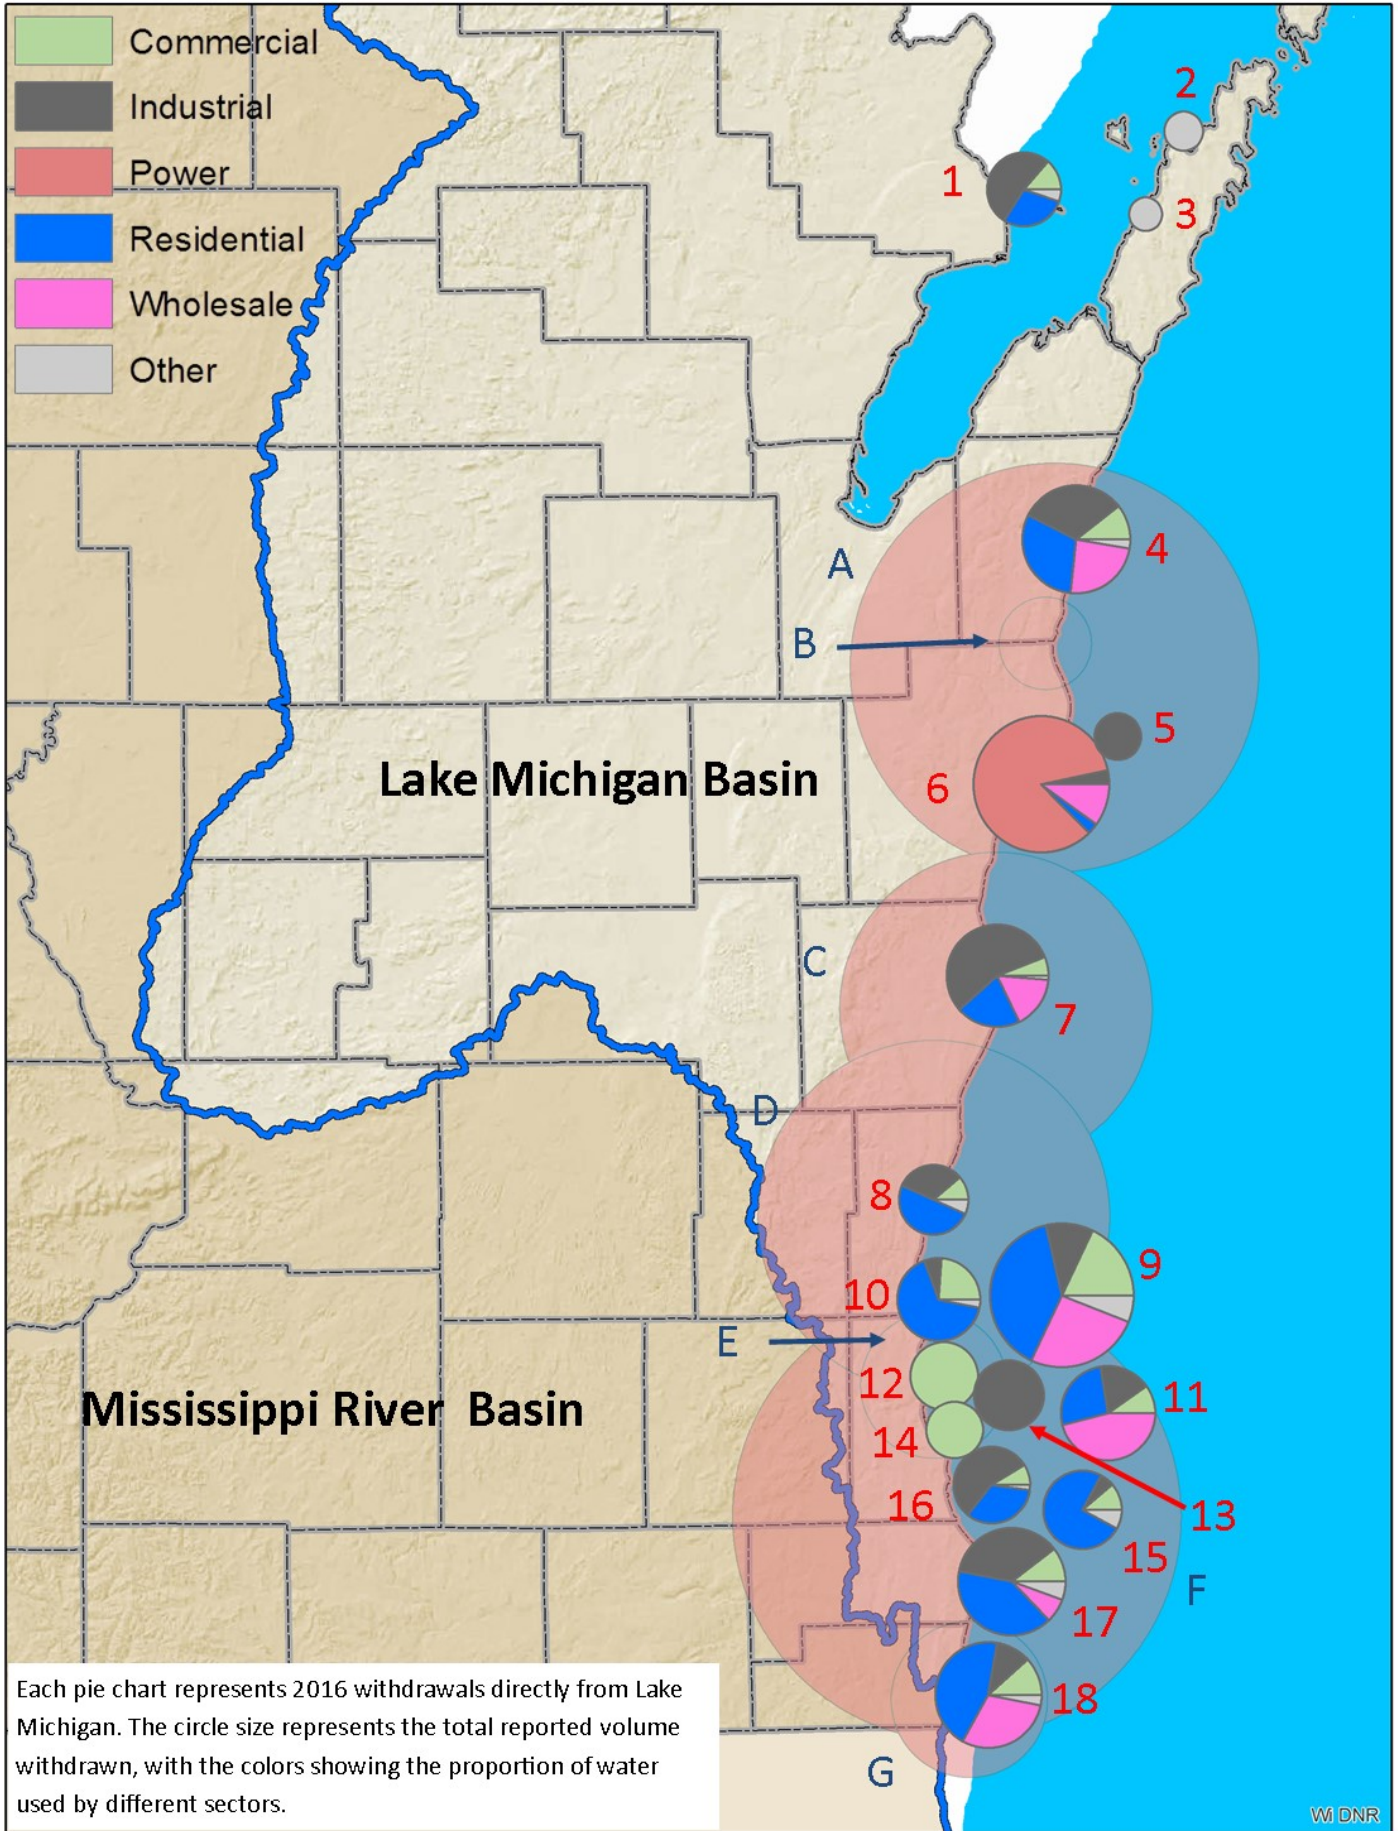 Commercial
Industrial
Power
Residential
Wholesale
Other
2
1
3
A
4
B
5
Lake Michigan Basin
6
C
7
D
8
9
10
E
12
11
Mississippi River Basin
14
16
13
15
F
17
18
G
Each pie chart represents 2016 withdrawals directly from Lake
Michigan. The circle size represents the total reported volume
withdrawn, with the colors showing the proportion of water
used by different sectors.
Wi DNR